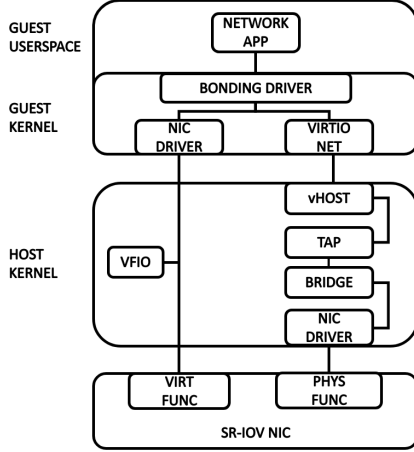 GUEST
USERSPACE
NETWORK
APP
BONDING DRIVER
GUEST
KERNEL
NIC
DRIVER
VIRTIO
NET
vHOST
TAP
HOST
KERNEL
VFIO
BRIDGE
NIC
DRIVER
VIRT
FUNC
PHYS
FUNC
SR-IOV NIC